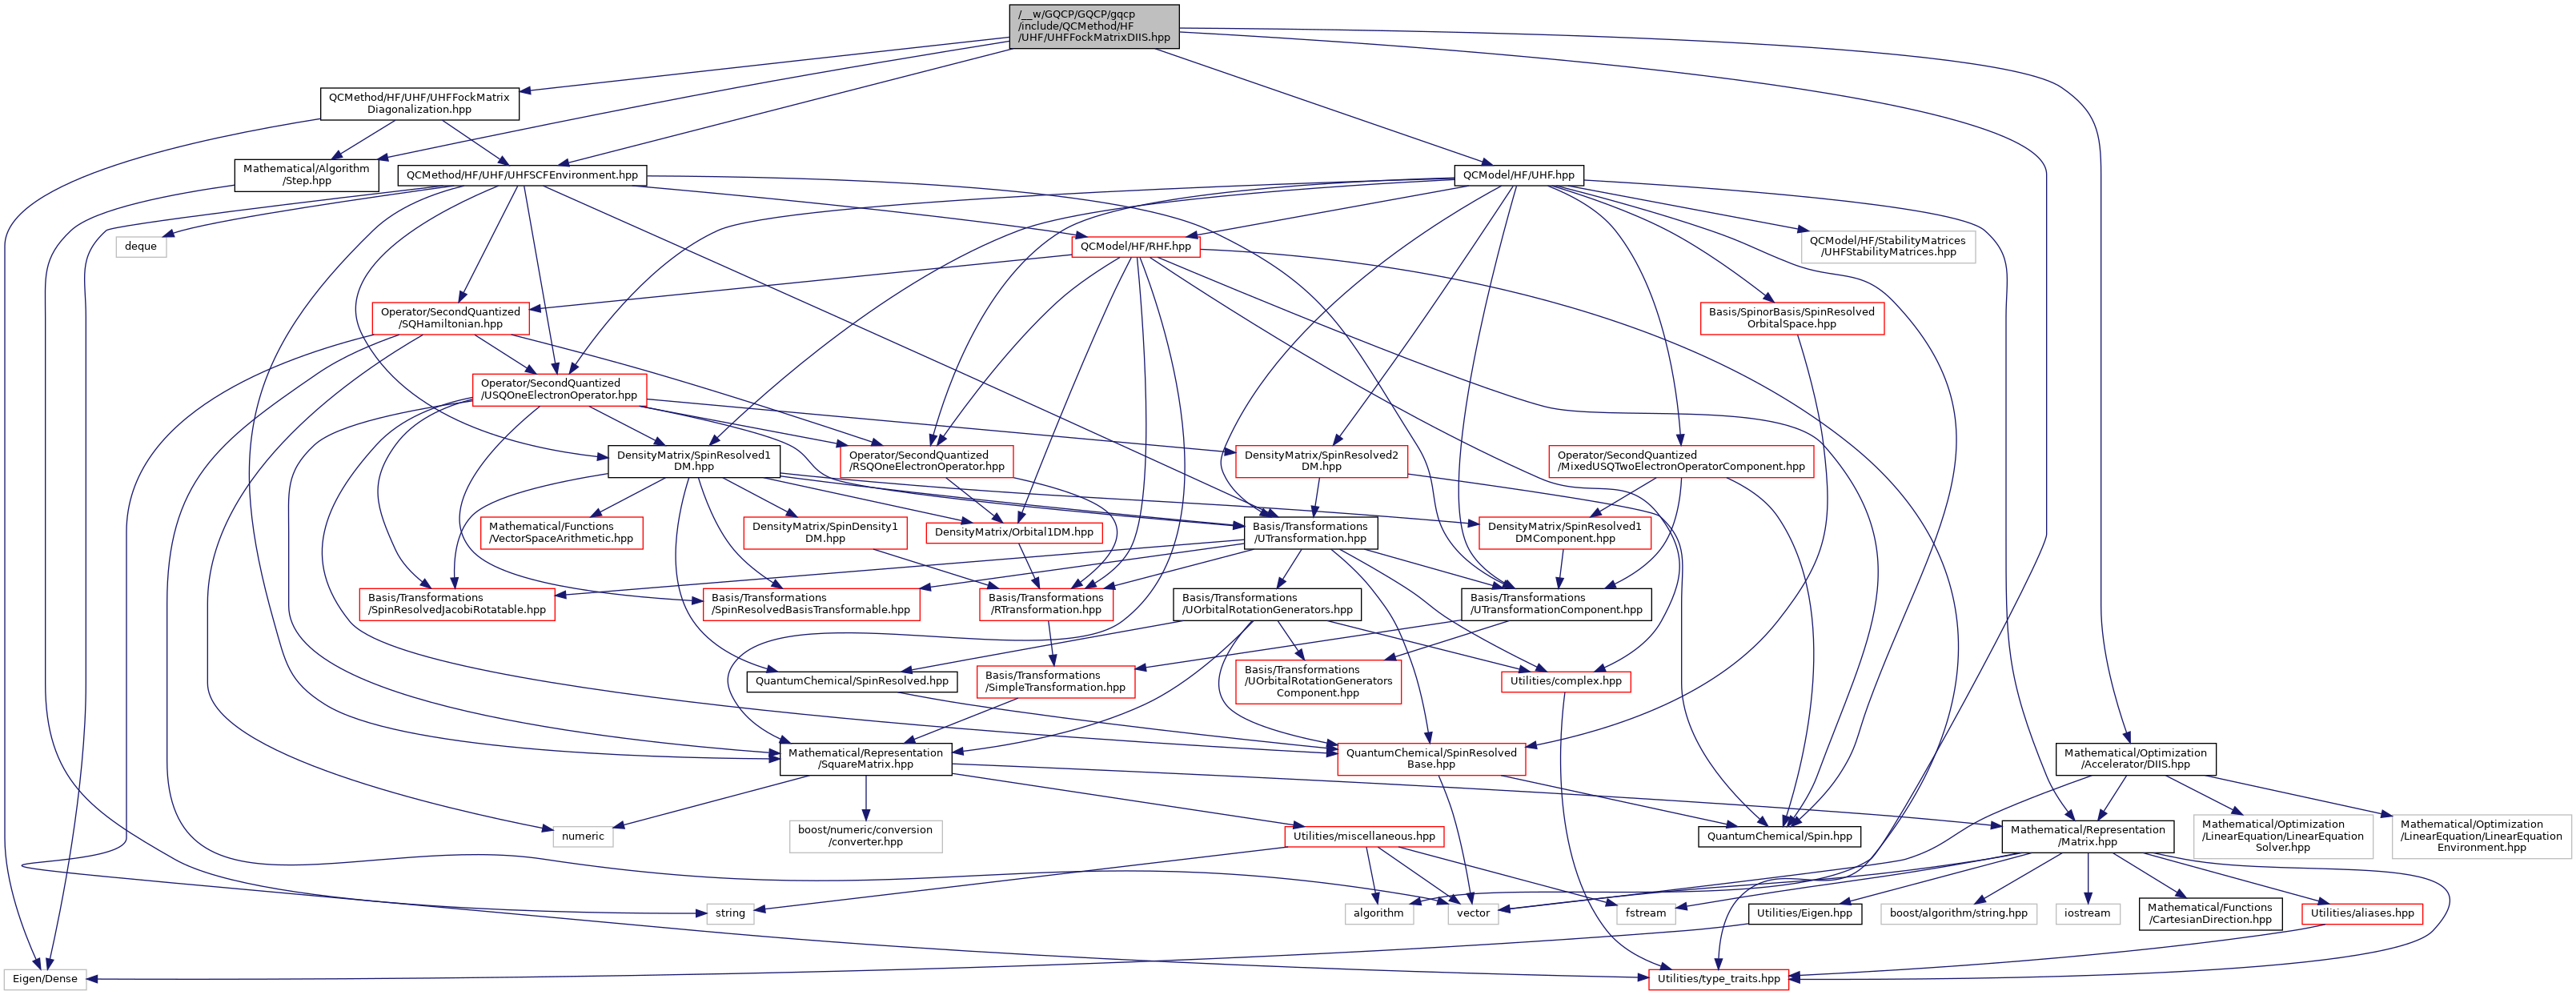 /__w/GQCP/GQCP/gqcp
/include/QCMethod/HF
/UHF/UHFFockMatrixDIIS.hpp
QCMethod/HF/UHF/UHFFockMatrix
Diagonalization.hpp
Mathematical/Algorithm
/Step.hpp
QCMethod/HF/UHF/UHFSCFEnvironment.hpp
QCModel/HF/UHF.hpp
deque
QCModel/HF/RHF.hpp
QCModel/HF/StabilityMatrices
/UHFStabilityMatrices.hpp
Operator/SecondQuantized
/SQHamiltonian.hpp
Basis/SpinorBasis/SpinResolved
OrbitalSpace.hpp
Operator/SecondQuantized
/USQOneElectronOperator.hpp
DensityMatrix/SpinResolved1
DM.hpp
Operator/SecondQuantized
/RSQOneElectronOperator.hpp
DensityMatrix/SpinResolved2
DM.hpp
Operator/SecondQuantized
/MixedUSQTwoElectronOperatorComponent.hpp
Mathematical/Functions
/VectorSpaceArithmetic.hpp
DensityMatrix/SpinDensity1
DM.hpp
DensityMatrix/Orbital1DM.hpp
Basis/Transformations
/UTransformation.hpp
DensityMatrix/SpinResolved1
DMComponent.hpp
Basis/Transformations
/SpinResolvedJacobiRotatable.hpp
Basis/Transformations
/SpinResolvedBasisTransformable.hpp
Basis/Transformations
/RTransformation.hpp
Basis/Transformations
/UOrbitalRotationGenerators.hpp
Basis/Transformations
/UTransformationComponent.hpp
QuantumChemical/SpinResolved.hpp
Basis/Transformations
/SimpleTransformation.hpp
Basis/Transformations
/UOrbitalRotationGenerators
Component.hpp
Utilities/complex.hpp
Mathematical/Representation
/SquareMatrix.hpp
QuantumChemical/SpinResolved
Base.hpp
Mathematical/Optimization
/Accelerator/DIIS.hpp
numeric
boost/numeric/conversion
/converter.hpp
Utilities/miscellaneous.hpp
QuantumChemical/Spin.hpp
Mathematical/Representation
/Matrix.hpp
Mathematical/Optimization
/LinearEquation/LinearEquation
Solver.hpp
Mathematical/Optimization
/LinearEquation/LinearEquation
Environment.hpp
string
algorithm
vector
fstream
Utilities/Eigen.hpp
boost/algorithm/string.hpp
iostream
Mathematical/Functions
/CartesianDirection.hpp
Utilities/aliases.hpp
Eigen/Dense
Utilities/type_traits.hpp